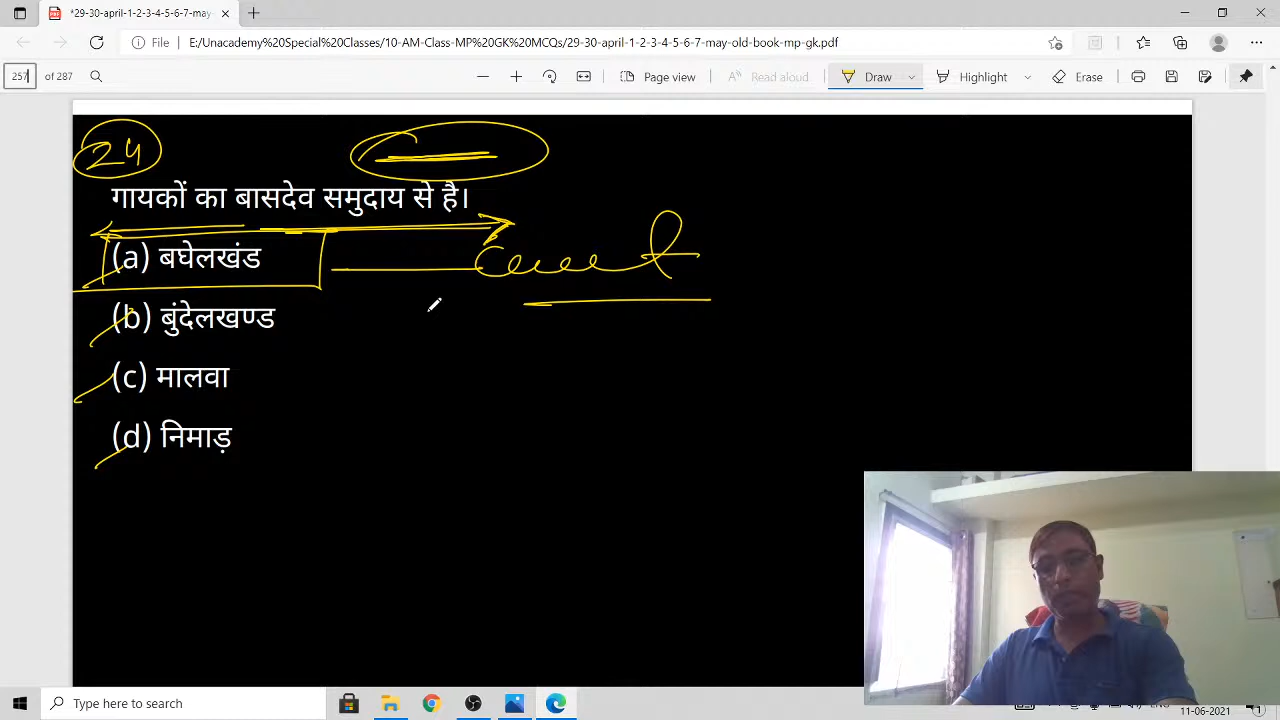 *29-30-april-1-2-3-4-5-6-7-may-
File
E:/Unacademy%20Special%20Classes/10-AM-Class-MP%20GK%20MCQs/29-30-april-1-2-3-4-5-6-7-may-old-book-mp-gk.pdf
257 of 287
Page view
Read aloud
Draw
Highlight
Erase
24
गायकों का बासदेव समुदाय से है।
(a) बघेलखंड
(b) बुंदेलखण्ड
(c) मालवा
(d) निमाड़
Type here to search
11-06-2021